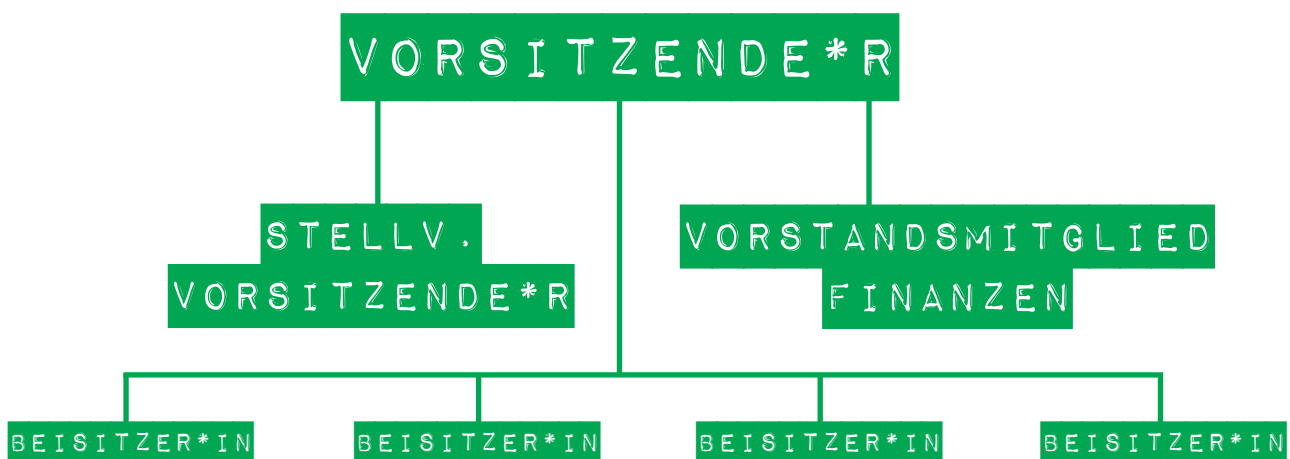 VORSITZENDE*R
STELLV.
VORSITZENDE*R
VORSTANDSMITGLIED
FINANZEN
BEISITZER*IN
BEISITZER*IN
BEISITZER*IN
BEISITZER*IN